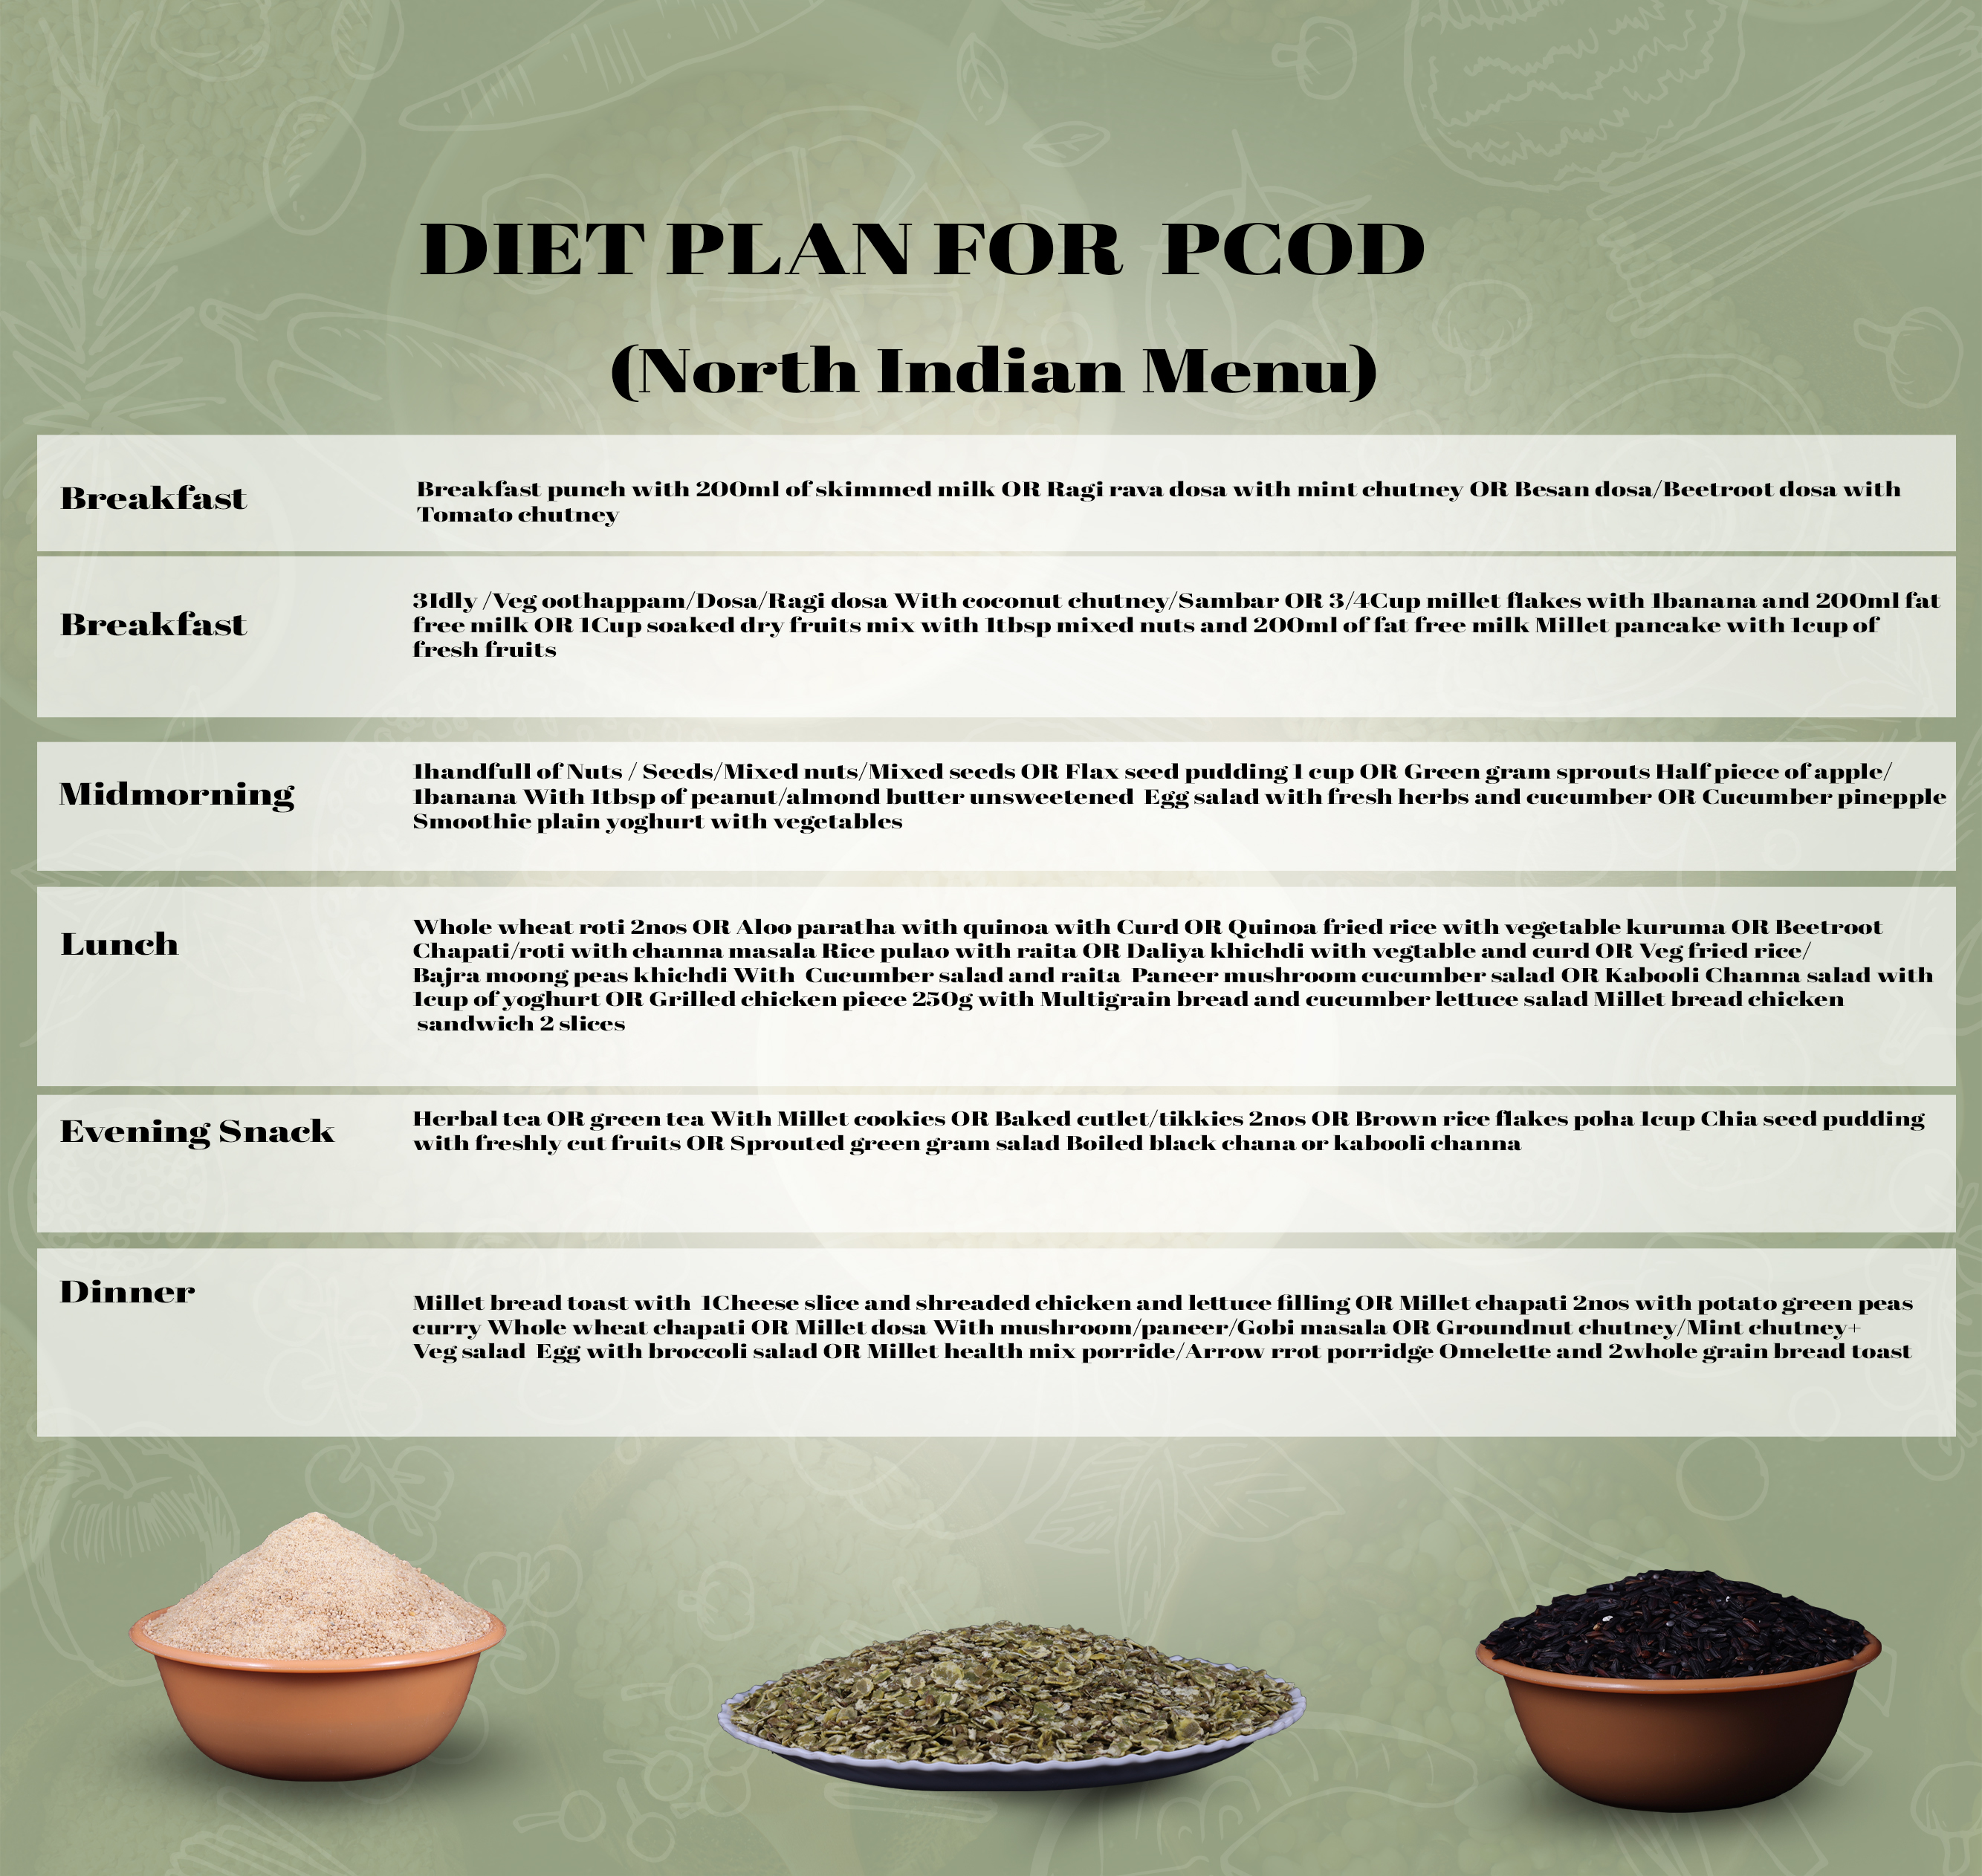 DIET PLAN FOR PCOD
(North Indian Menu)
Breakfast
Breakfast punch with 200ml of skimmed milk OR Ragi rava dosa with mint chutney OR Besan dosa/Beetroot dosa with
Tomato chutney
Breakfast
3Idly /Veg oothappam/Dosa/Ragi dosa With coconut chutney/Sambar OR 3/4Cup millet flakes with 1banana and 200ml fat
free milk OR 1Cup soaked dry fruits mix with 1tbsp mixed nuts and 200ml of fat free milk Millet pancake with 1cup of
fresh fruits
Midmorning
1handfull of Nuts / Seeds/Mixed nuts/Mixed seeds OR Flax seed pudding 1 cup OR Green gram sprouts Half piece of apple/
1banana With 1tbsp of peanut/almond butter unsweetened Egg salad with fresh herbs and cucumber OR Cucumber pinepple
Smoothie plain yoghurt with vegetables
Lunch
Whole wheat roti 2nos OR Aloo paratha with quinoa with Curd OR Quinoa fried rice with vegetable kuruma OR Beetroot
Chapati/roti with channa masala Rice pulao with raita OR Daliya khichdi with vegtable and curd OR Veg fried rice/
Bajra moong peas khichdi With Cucumber salad and raita Paneer mushroom cucumber salad OR Kabooli Channa salad with
1cup of yoghurt OR Grilled chicken piece 250g with Multigrain bread and cucumber lettuce salad Millet bread chicken
sandwich 2 slices
Evening Snack
Herbal tea OR green tea With Millet cookies OR Baked cutlet/tikkies 2nos OR Brown rice flakes poha 1cup Chia seed pudding
with freshly cut fruits OR Sprouted green gram salad Boiled black chana or kabooli channa
Dinner
Millet bread toast with 1Cheese slice and shreaded chicken and lettuce filling OR Millet chapati 2nos with potato green peas
curry Whole wheat chapati OR Millet dosa With mushroom/paneer/Gobi masala OR Groundnut chutney/Mint chutney+
Veg salad Egg with broccoli salad OR Millet health mix porride/Arrow rrot porridge Omelette and 2whole grain bread toast